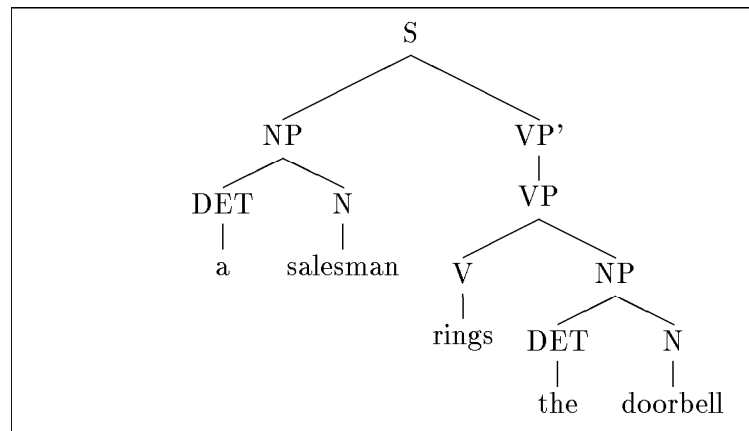 S
NP VP'
DET N VP
a salesman V NP
rings DET N
the doorbell